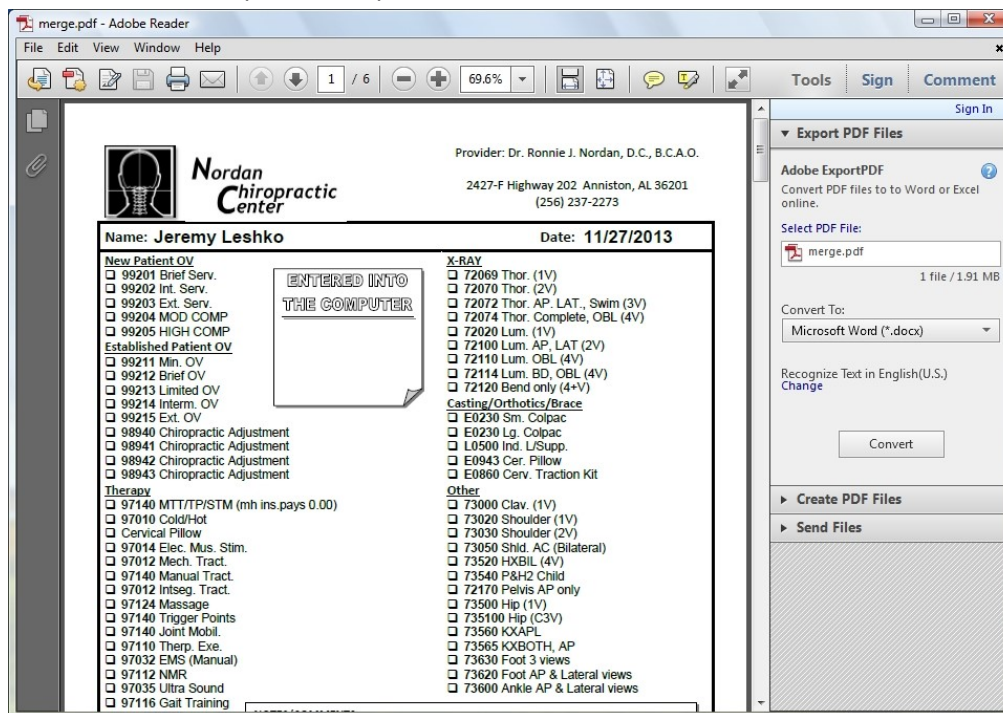 merge.pdf - Adobe Reader
File Edit View Window Help
1 / 6 69.6% Tools Sign Comment
Sign In
Export PDF Files
Adobe ExportPDF
Convert PDF files to to Word or Excel
online.
Select PDF File:
merge.pdf
1 file / 1.91 MB
Convert To:
Microsoft Word (*.docx)
Recognize Text in English(U.S.)
Change
Convert
Create PDF Files
Send Files
Nordan
Chiropractic
Center
Provider: Dr. Ronnie J. Nordan, D.C., B.C.A.O.
2427-F Highway 202 Anniston, AL 36201
(256) 237-2273
Name: Jeremy Leshko Date: 11/27/2013
New Patient OV
99201 Brief Serv.
99202 Int. Serv.
99203 Ext. Serv.
99204 MOD COMP
99205 HIGH COMP
Established Patient OV
99211 Min. OV
99212 Brief OV
99213 Limited OV
99214 Interm. OV
99215 Ext. OV
98940 Chiropractic Adjustment
98941 Chiropractic Adjustment
98942 Chiropractic Adjustment
98943 Chiropractic Adjustment
Therapy
97140 MTT/TP/STM (mh ins.pays 0.00)
97010 Cold/Hot
Cervical Pillow
97014 Elec. Mus. Stim.
97012 Mech. Tract.
97140 Manual Tract.
97012 Intseg. Tract.
97124 Massage
97140 Trigger Points
97140 Joint Mobil.
97110 Therp. Exe.
97032 EMS (Manual)
97112 NMR
97035 Ultra Sound
97116 Gait Training
ENTERED INTO
THE COMPUTER
X-RAY
72069 Thor. (1V)
72070 Thor. (2V)
72072 Thor. AP. LAT., Swim (3V)
72074 Thor. Complete, OBL (4V)
72020 Lum. (1V)
72100 Lum. AP, LAT (2V)
72110 Lum. OBL (4V)
72114 Lum. BD, OBL (4V)
72120 Bend only (4+V)
Casting/Orthotics/Brace
E0230 Sm. Colpac
E0230 Lg. Colpac
L0500 Ind. L/Supp.
E0943 Cer. Pillow
E0860 Cerv. Traction Kit
Other
73000 Clav. (1V)
73020 Shoulder (1V)
73030 Shoulder (2V)
73050 Shld. AC (Bilateral)
73520 HXBIL (4V)
73540 P&H2 Child
72170 Pelvis AP only
73500 Hip (1V)
735100 Hip (C3V)
73560 KXAPL
73565 KXBOTH, AP
73630 Foot 3 views
73620 Foot AP & Lateral views
73600 Ankle AP & Lateral views